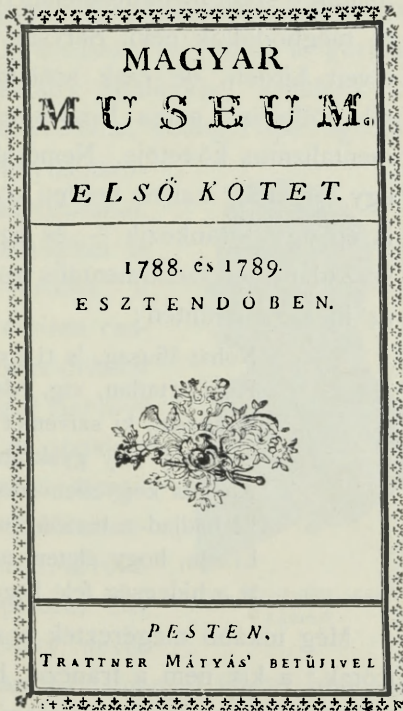 MAGYAR
MUSEUM.
ELSŐ KÖTET.
1788. és 1789.
ESZTENDŐBEN.
PESTEN,
TRATTNER MÁTYÁS' BETŰJIVEL